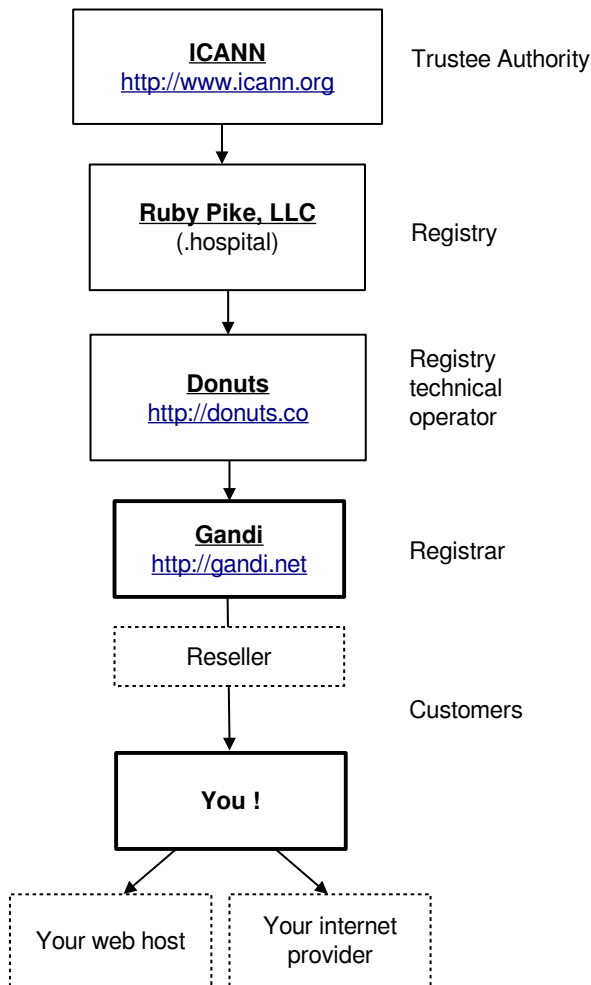 ICANN
http://www.icann.org
Trustee Authority
Ruby Pike, LLC
(.hospital)
Registry
Donuts
http://donuts.co
Registry
technical
operator
Gandi
http://gandi.net
Registrar
Reseller
Customers
You !
Your web host
Your internet
provider